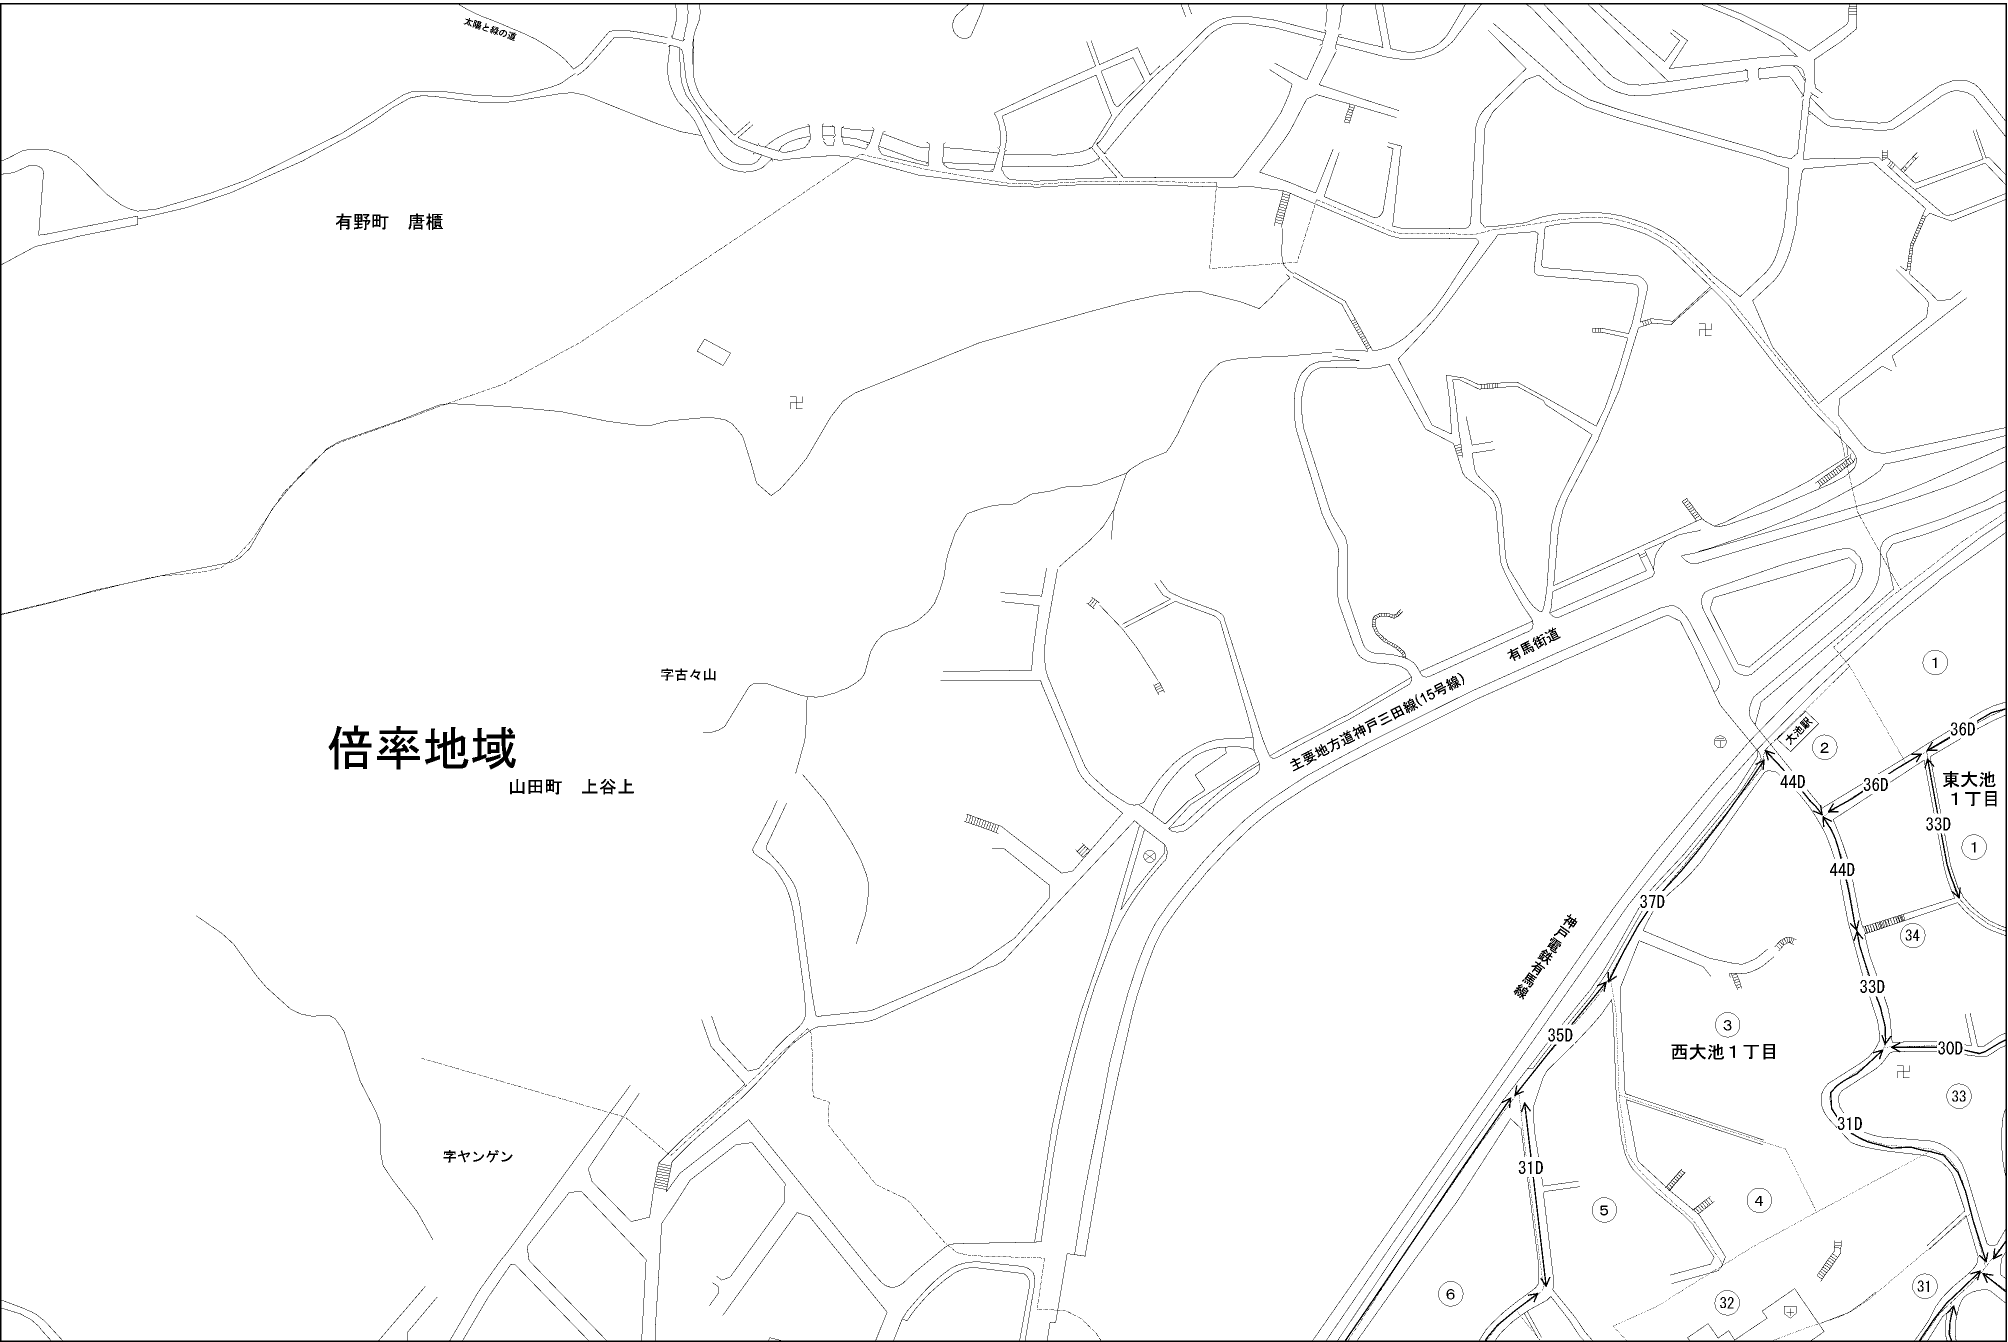 太陽と緑の道
有野町　唐櫃
字古々山
倍率地域
山田町　上谷上
字ヤンゲン
有馬街道
主要地方道神戸三田線(15号線)
大池駅
神戸電鉄有馬線
1
2
36D
44D
36D
東大池
1丁目
33D
1
44D
37D
34
33D
3
西大池1丁目
35D
30D
33
31D
31D
4
5
6
32
31